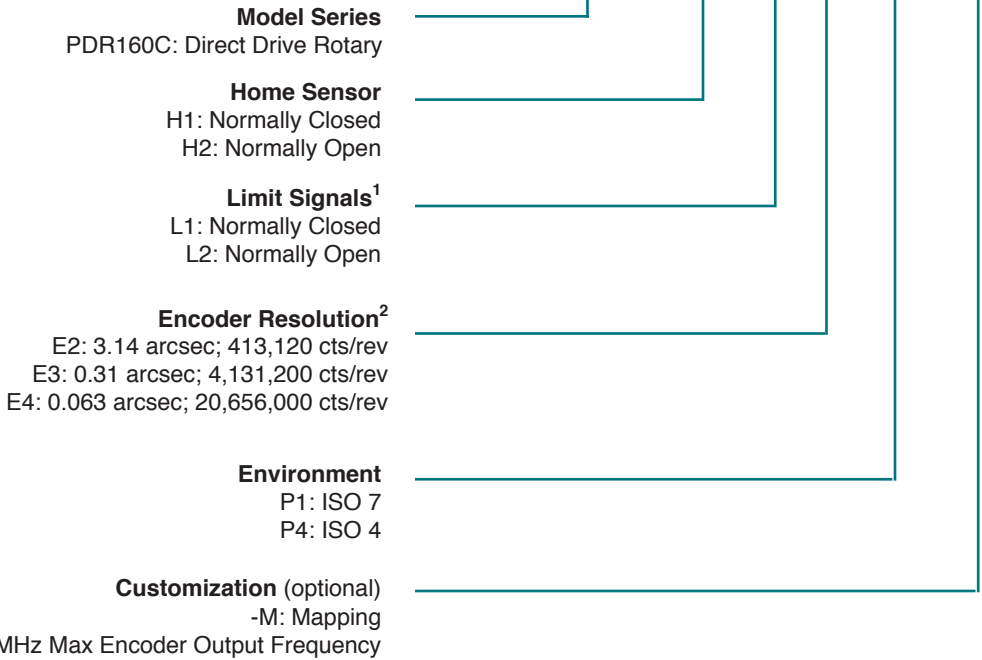 Model Series
PDR160C: Direct Drive Rotary
Home Sensor
H1: Normally Closed
H2: Normally Open
Limit Signals1
L1: Normally Closed
L2: Normally Open
Encoder Resolution2
E2: 3.14 arcsec; 413,120 cts/rev
E3: 0.31 arcsec; 4,131,200 cts/rev
E4: 0.063 arcsec; 20,656,000 cts/rev
Environment
P1: ISO 7
P4: ISO 4
Customization (optional)
-M: Mapping
MHz Max Encoder Output Frequency